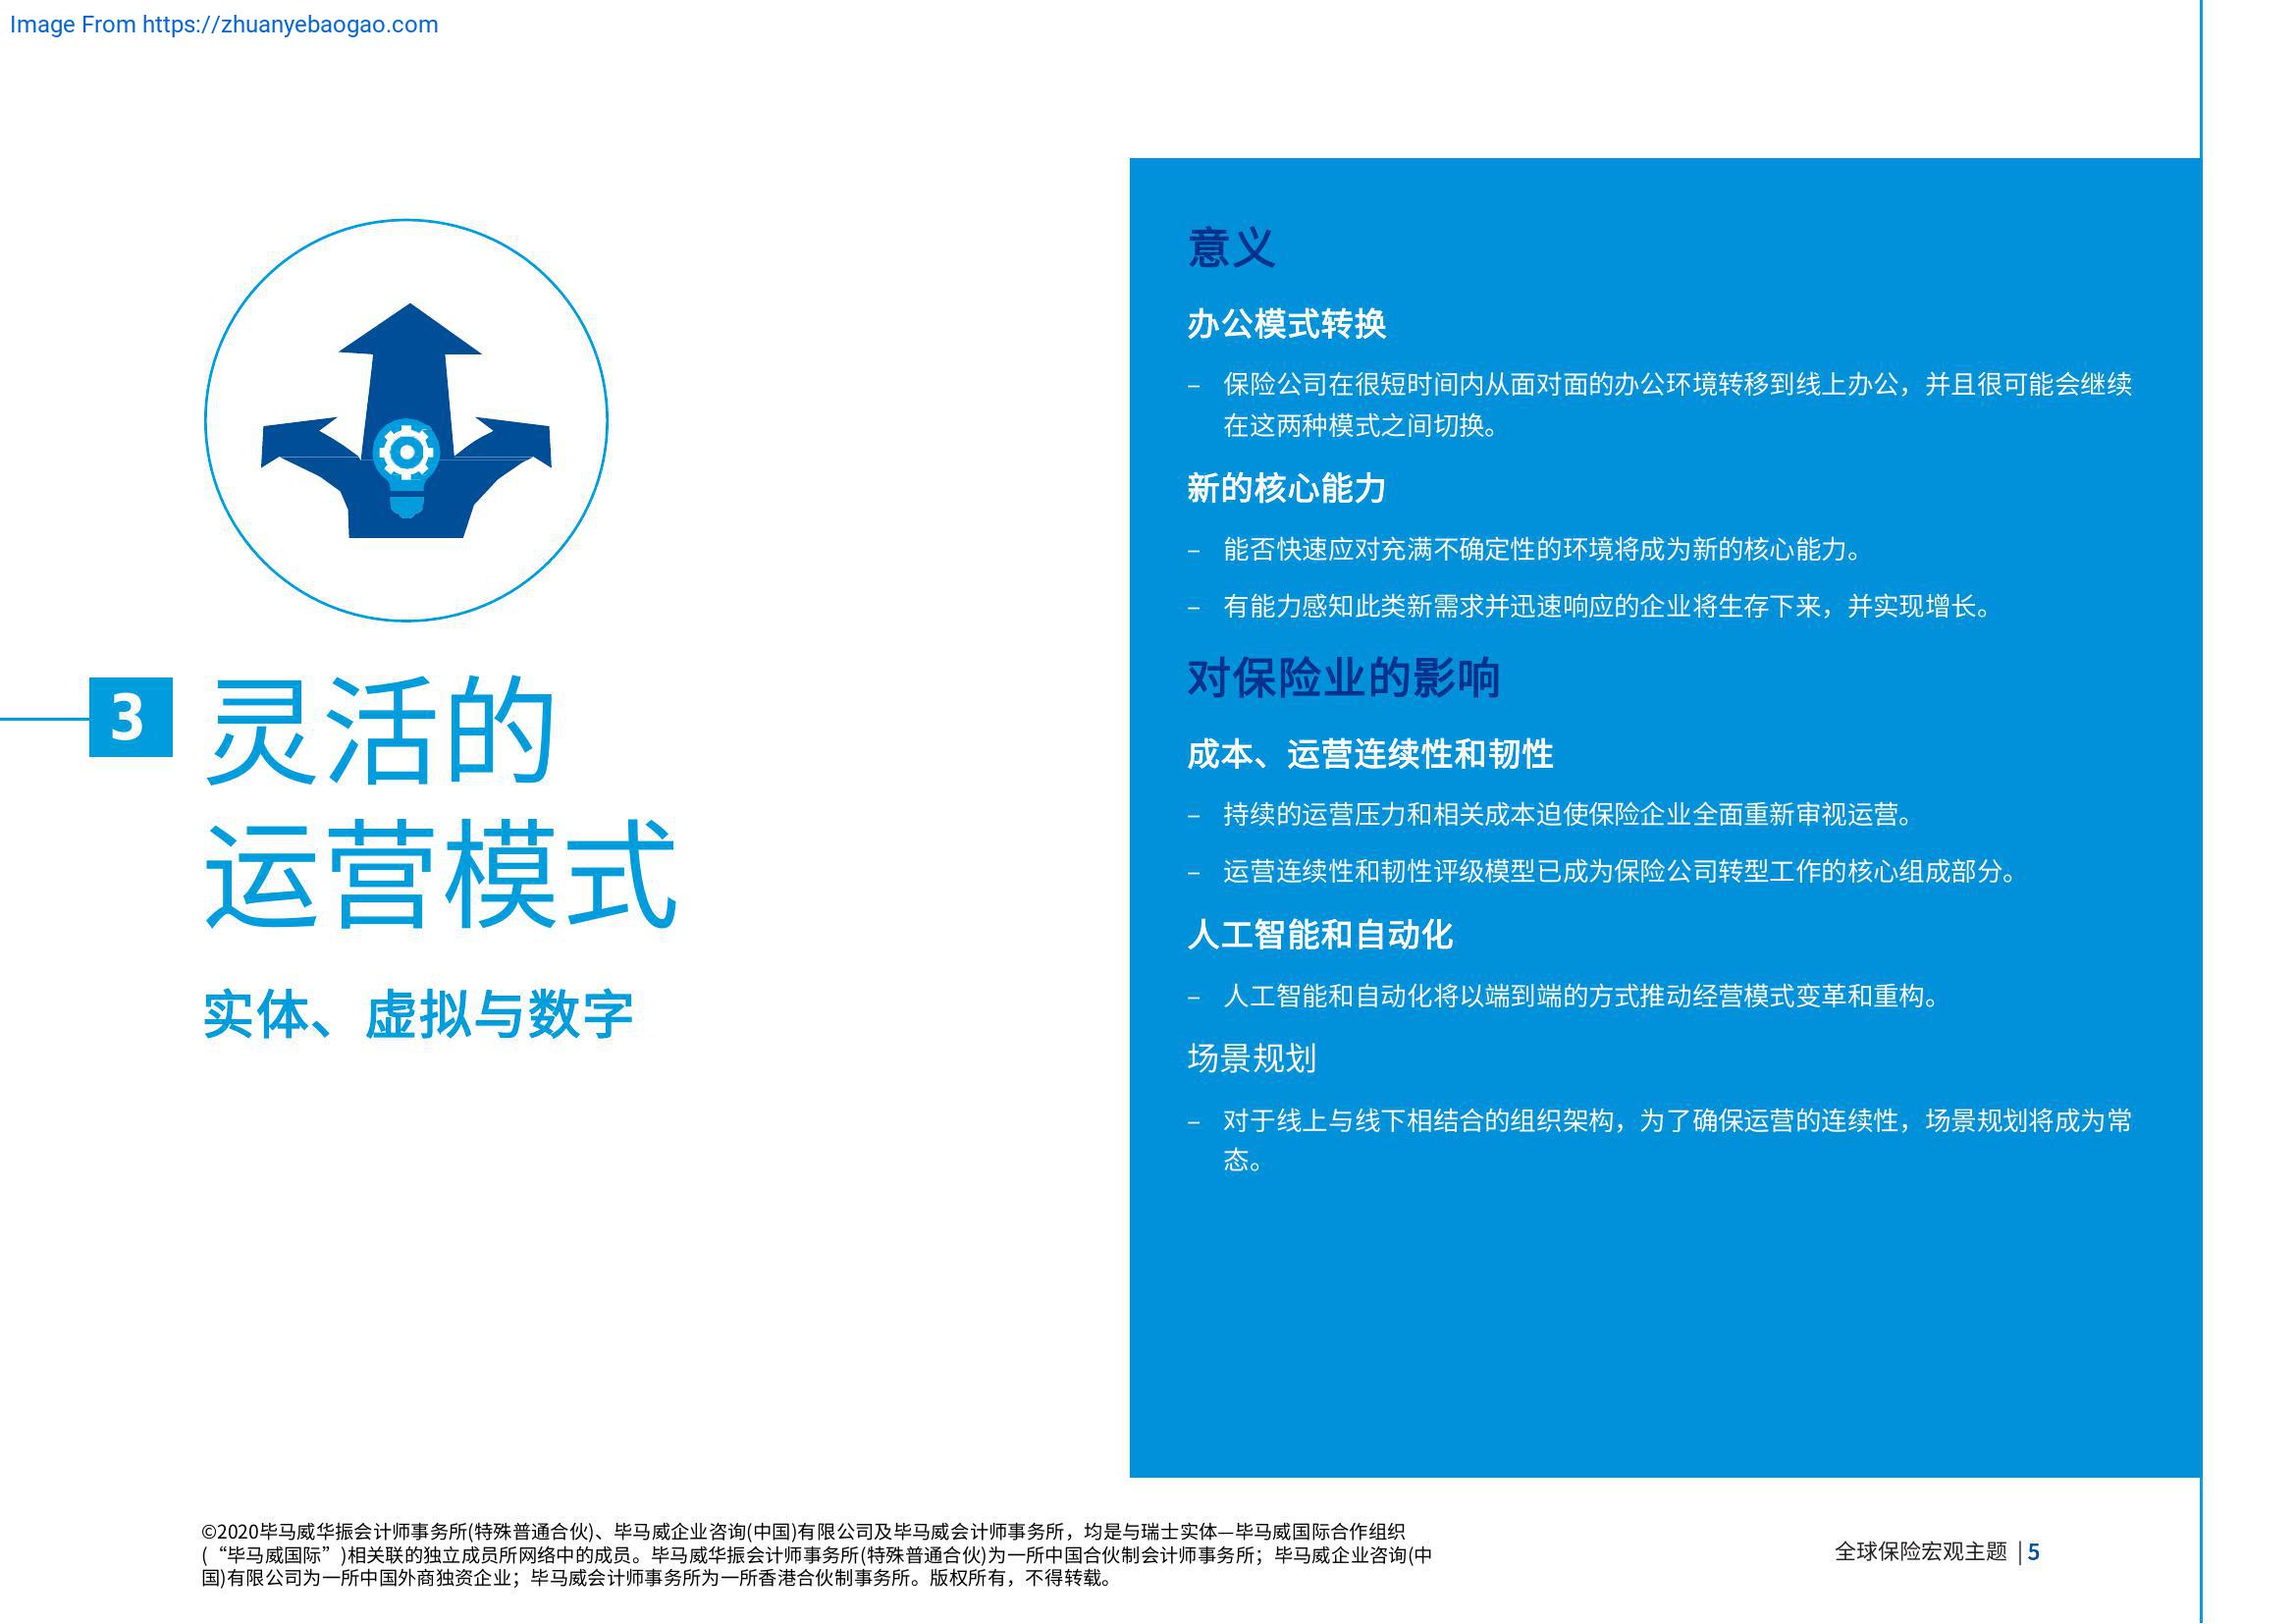 Image From https://zhuanyebaogao.com
3
灵活的
运营模式
实体、虚拟与数字
意义
办公模式转换
– 保险公司在很短时间内从面对面的办公环境转移到线上办公，并且很可能会继续
在这两种模式之间切换。
新的核心能力
– 能否快速应对充满不确定性的环境将成为新的核心能力。
– 有能力感知此类新需求并迅速响应的企业将生存下来，并实现增长。
对保险业的影响
成本、运营连续性和韧性
– 持续的运营压力和相关成本迫使保险企业全面重新审视运营。
– 运营连续性和韧性评级模型已成为保险公司转型工作的核心组成部分。
人工智能和自动化
– 人工智能和自动化将以端到端的方式推动经营模式变革和重构。
场景规划
– 对于线上与线下相结合的组织架构，为了确保运营的连续性，场景规划将成为常
态。
©2020毕马威华振会计师事务所(特殊普通合伙)、毕马威企业咨询(中国)有限公司及毕马威会计师事务所，均是与瑞士实体—毕马威国际合作组织
(“毕马威国际”)相关联的独立成员所网络中的成员。毕马威华振会计师事务所(特殊普通合伙)为一所中国合伙制会计师事务所；毕马威企业咨询(中
国)有限公司为一所中国外商独资企业；毕马威会计师事务所为一所香港合伙制事务所。版权所有，不得转载。
全球保险宏观主题 | 5